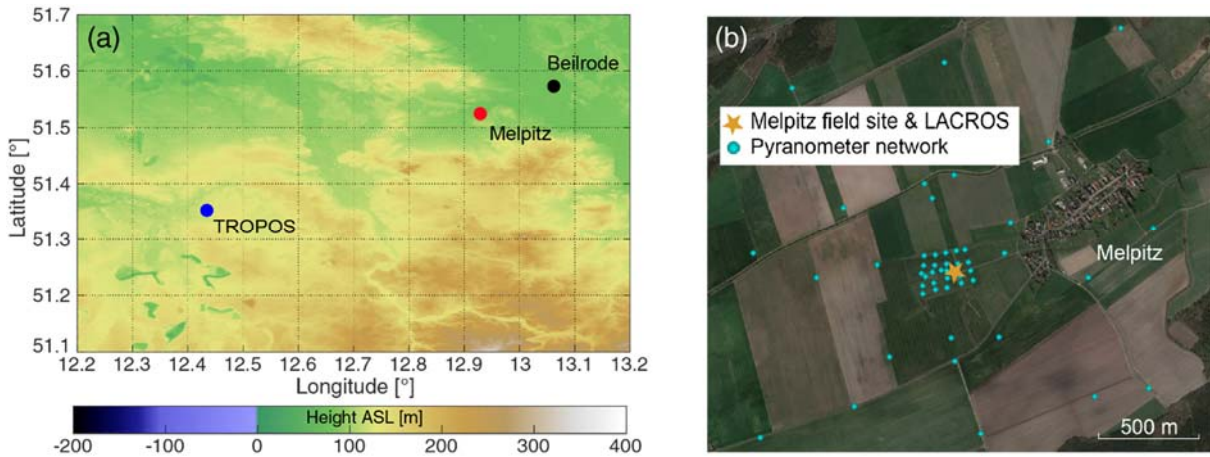 (a)
51.7
51.6
51.5
51.4
51.3
51.2
51.1
Latitude [°]
Beilrode
Melpitz
TROPOS
12.2 12.3 12.4 12.5 12.6 12.7 12.8 12.9 13 13.1 13.2
Longitude [°]
Height ASL [m]
-200 -100 0 100 200 300 400
(b)
Melpitz field site & LACROS
Pyranometer network
Melpitz
500 m